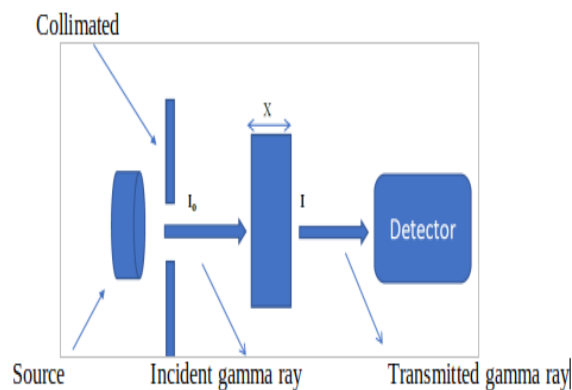 Collimated
X
I₀
I
Detector
Source
Incident gamma ray
Transmitted gamma ray